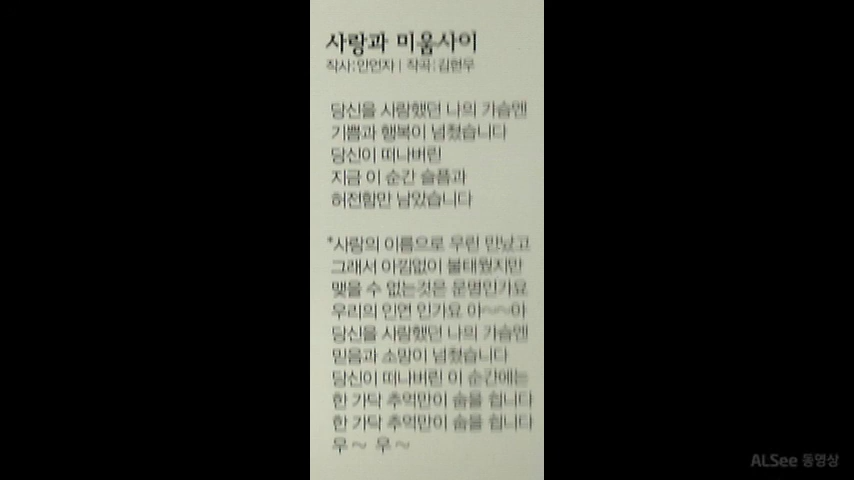 사랑과 미움사이
작사:안언자 | 작곡:김현우
당신을 사랑했던 나의 가슴엔
기쁨과 행복이 넘쳤습니다
당신이 떠나버린
지금 이 순간 슬픔과
허전함만 남았습니다
*사랑의 이름으로 우린 만났고
그래서 아낌없이 불태웠지만
맺을 수 없는것은 운명인가요
우리의 인연 인가요 아~~아
당신을 사랑했던 나의 가슴엔
믿음과 소망이 넘쳤습니다
당신이 떠나버린 이 순간에는
한 가닥 추억만이 숨을 쉽니다
한 가닥 추억만이 숨을 쉽니다
우~ 우~
ALSee 동영상